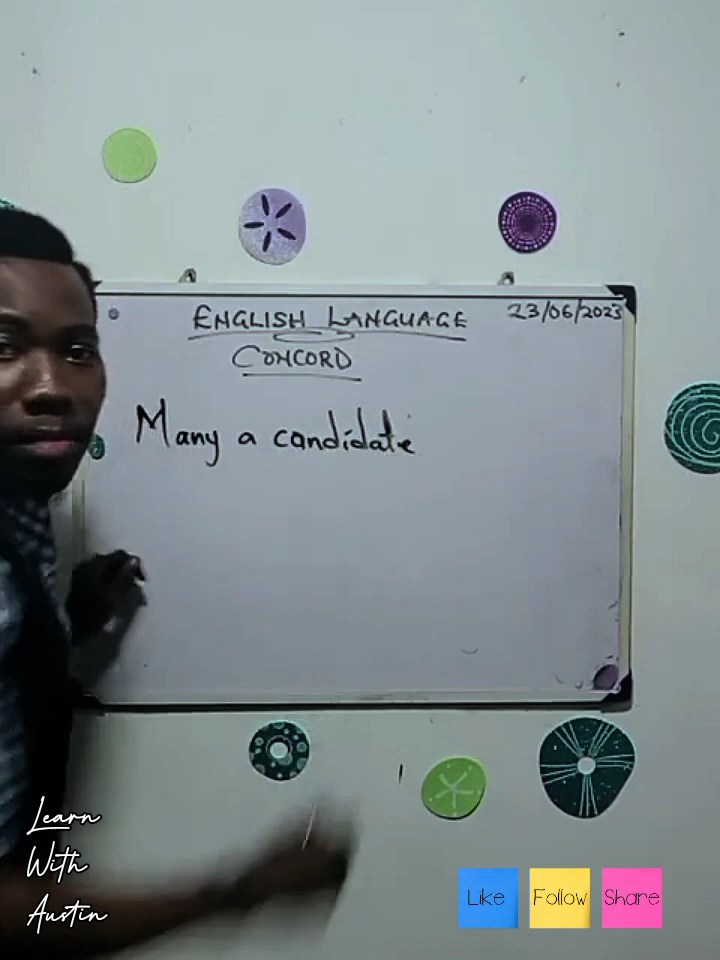 ENGLISH LANGUAGE 23/06/2023
CONCORD
Many a candidate
Learn
With
Austin
Like Follow Share